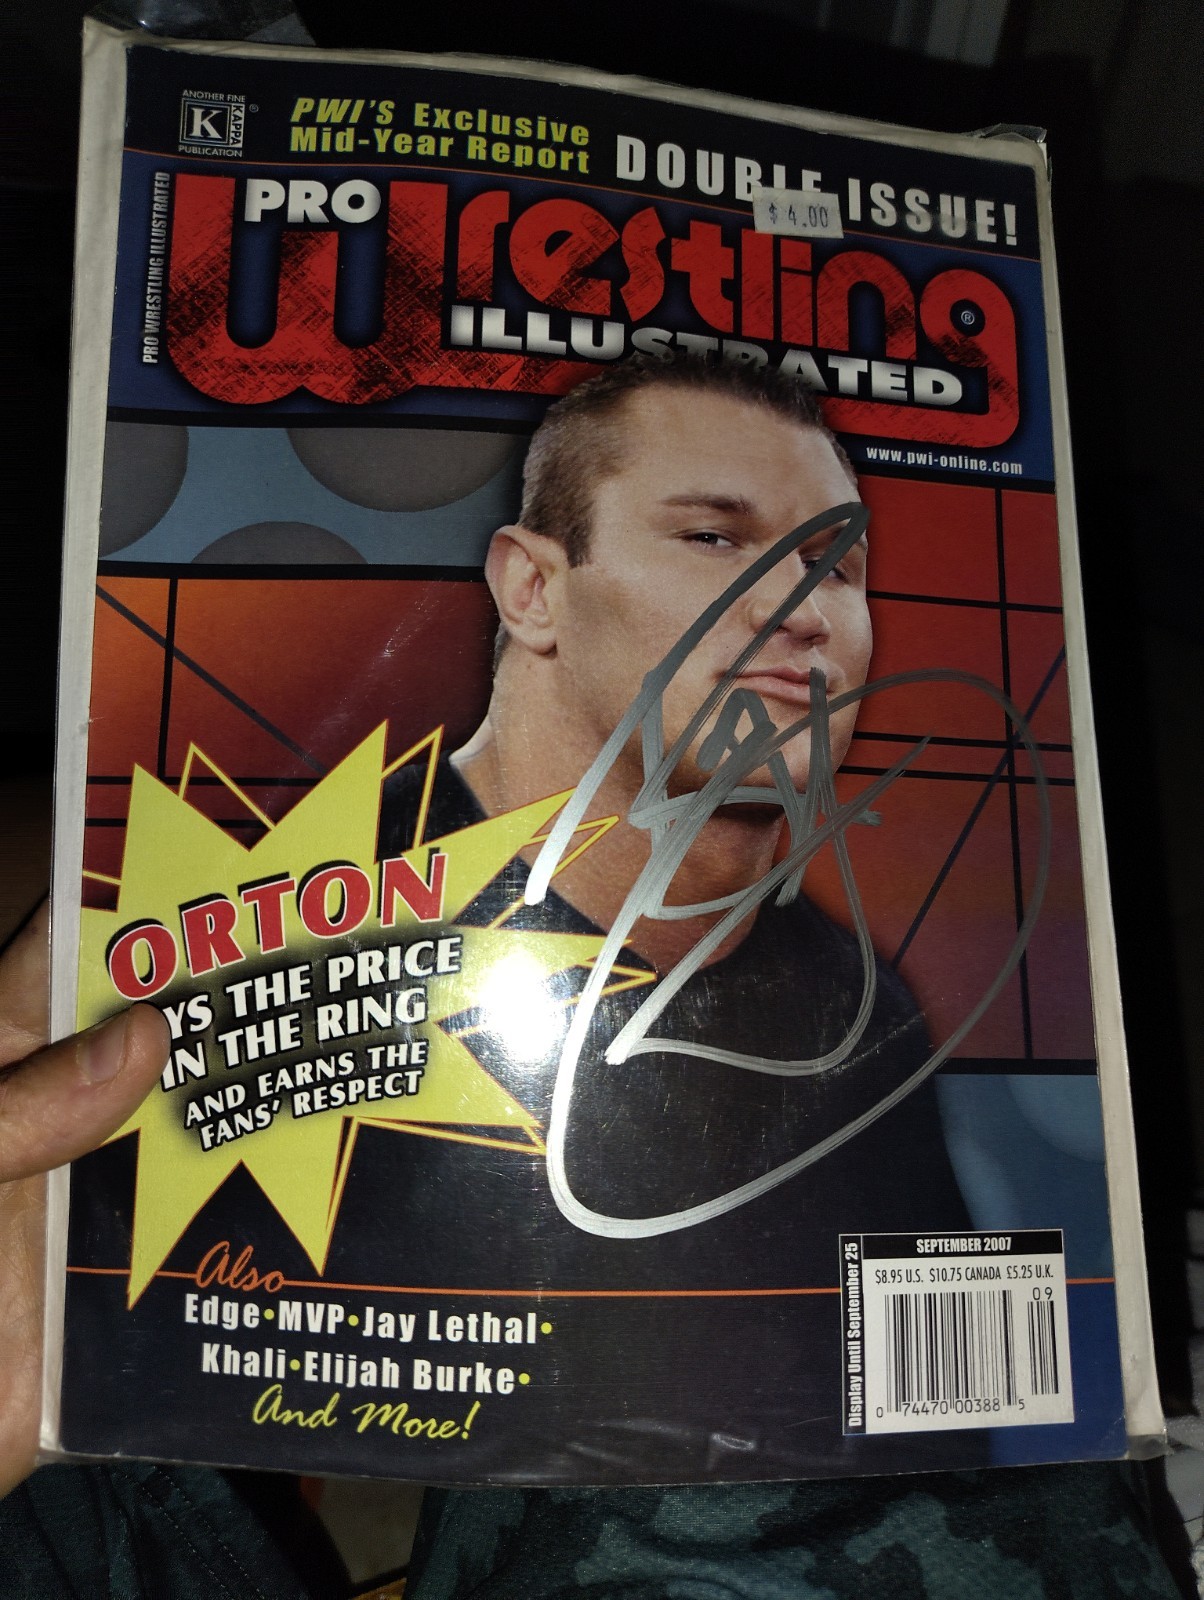 ANOTHER FINE
K
KAPPA
®
PUBLICATION
PWI'S Exclusive
Mid-Year Report
DOUBLE ISSUE!
$ 4.00
PRO WRESTLING ILLUSTRATED
PRO
Wrestling
®
ILLUSTRATED
www.pwi-online.com
ORTON
YS THE PRICE
IN THE RING
AND EARNS THE
FANS' RESPECT
Also
Edge•MVP•Jay Lethal•
Khali•Elijah Burke•
And More!
Display Until September 25
SEPTEMBER 2007
$8.95 U.S. $10.75 CANADA £5.25 U.K.
09
0 74470 00388 5